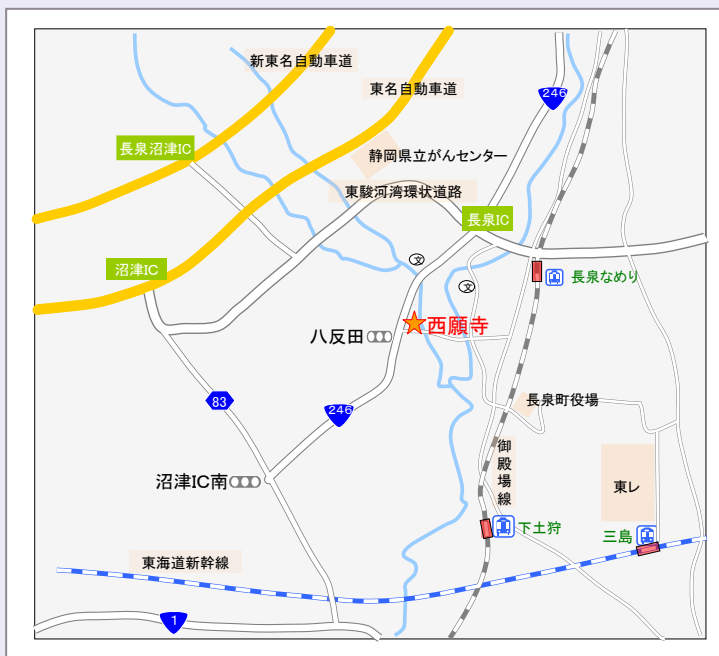 新東名自動車道
東名自動車道
246
長泉沼津IC
静岡県立がんセンター
東駿河湾環状道路
長泉IC
文
沼津IC
長泉なめり
文
西願寺
八反田
83
246
長泉町役場
御殿場線
沼津IC南
東レ
下土狩
三島
東海道新幹線
1